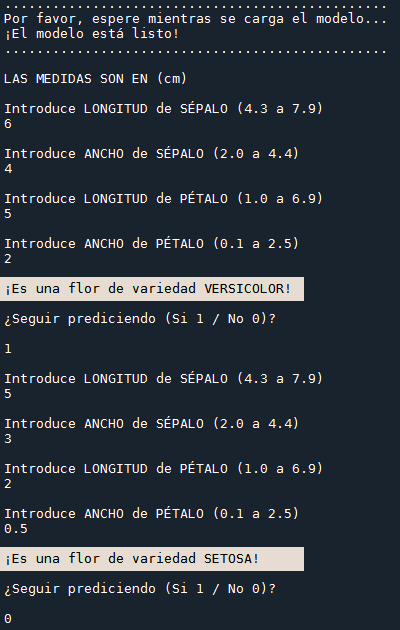 ................................................
Por favor, espere mientras se carga el modelo...
¡El modelo está listo!
................................................
LAS MEDIDAS SON EN (cm)
Introduce LONGITUD de SÉPALO (4.3 a 7.9)
6
Introduce ANCHO de SÉPALO (2.0 a 4.4)
4
Introduce LONGITUD de PÉTALO (1.0 a 6.9)
5
Introduce ANCHO de PÉTALO (0.1 a 2.5)
2
¡Es una flor de variedad VERSICOLOR!
¿Seguir prediciendo (Si 1 / No 0)?
1
Introduce LONGITUD de SÉPALO (4.3 a 7.9)
5
Introduce ANCHO de SÉPALO (2.0 a 4.4)
3
Introduce LONGITUD de PÉTALO (1.0 a 6.9)
2
Introduce ANCHO de PÉTALO (0.1 a 2.5)
0.5
¡Es una flor de variedad SETOSA!
¿Seguir prediciendo (Si 1 / No 0)?
0